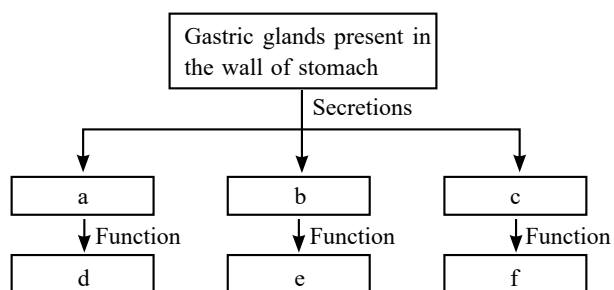 Gastric glands present in
the wall of stomach
Secretions
a
b
c
Function
Function
Function
d
e
f